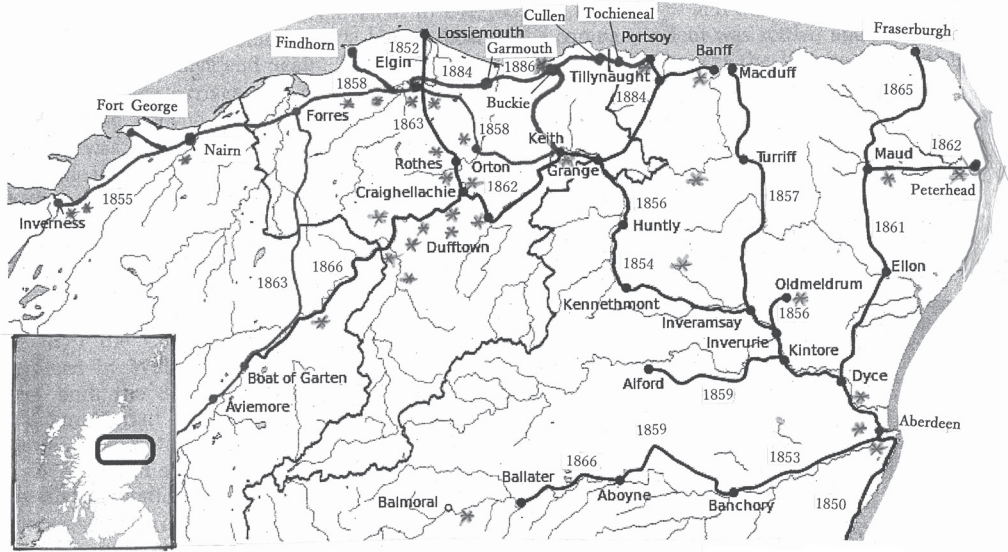 Cullen
Tochieneal
Findhorn
Lossiemouth
Portsoy
Fraserburgh
1852
Elgin
Garmouth
Banff
1858
1884
1886
Tillynaught
Macduff
Fort George
Buckie
1884
1865
Forres
1863
1858
Keith
1862
Nairn
Maud
Rothes
Orton
Grange
Turriff
Peterhead
1855
Craighellachie
1862
1856
1857
Inverness
Huntly
1861
Dufftown
1866
1854
Ellon
1863
Kennethmont
Oldmeldrum
1856
Inveramsay
Inverurie
Kintore
Boat of Garten
Alford
Dyce
Aviemore
1859
Aberdeen
1859
1866
1853
Ballater
Aboyne
Balmoral
Banchory
1850